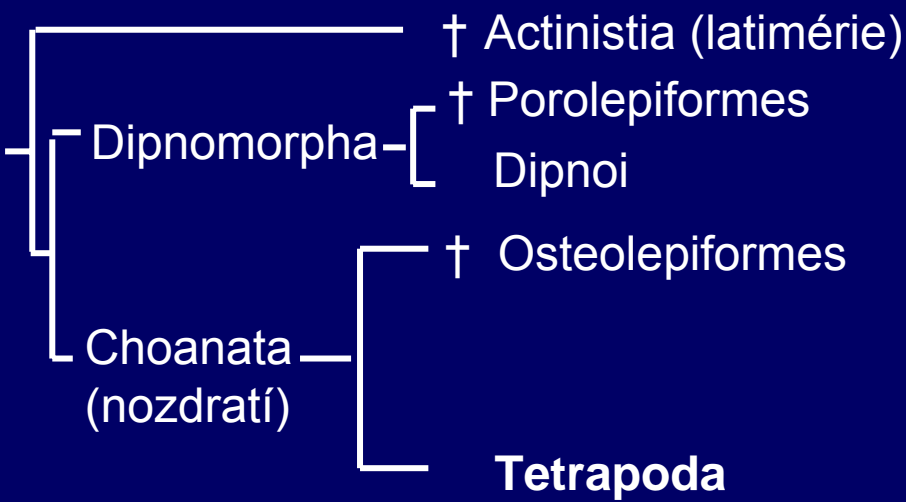 † Actinistia (latimérie)
† Porolepiformes
Dipnomorpha
Dipnoi
† Osteolepiformes
Choanata
(nozdratí)
Tetrapoda